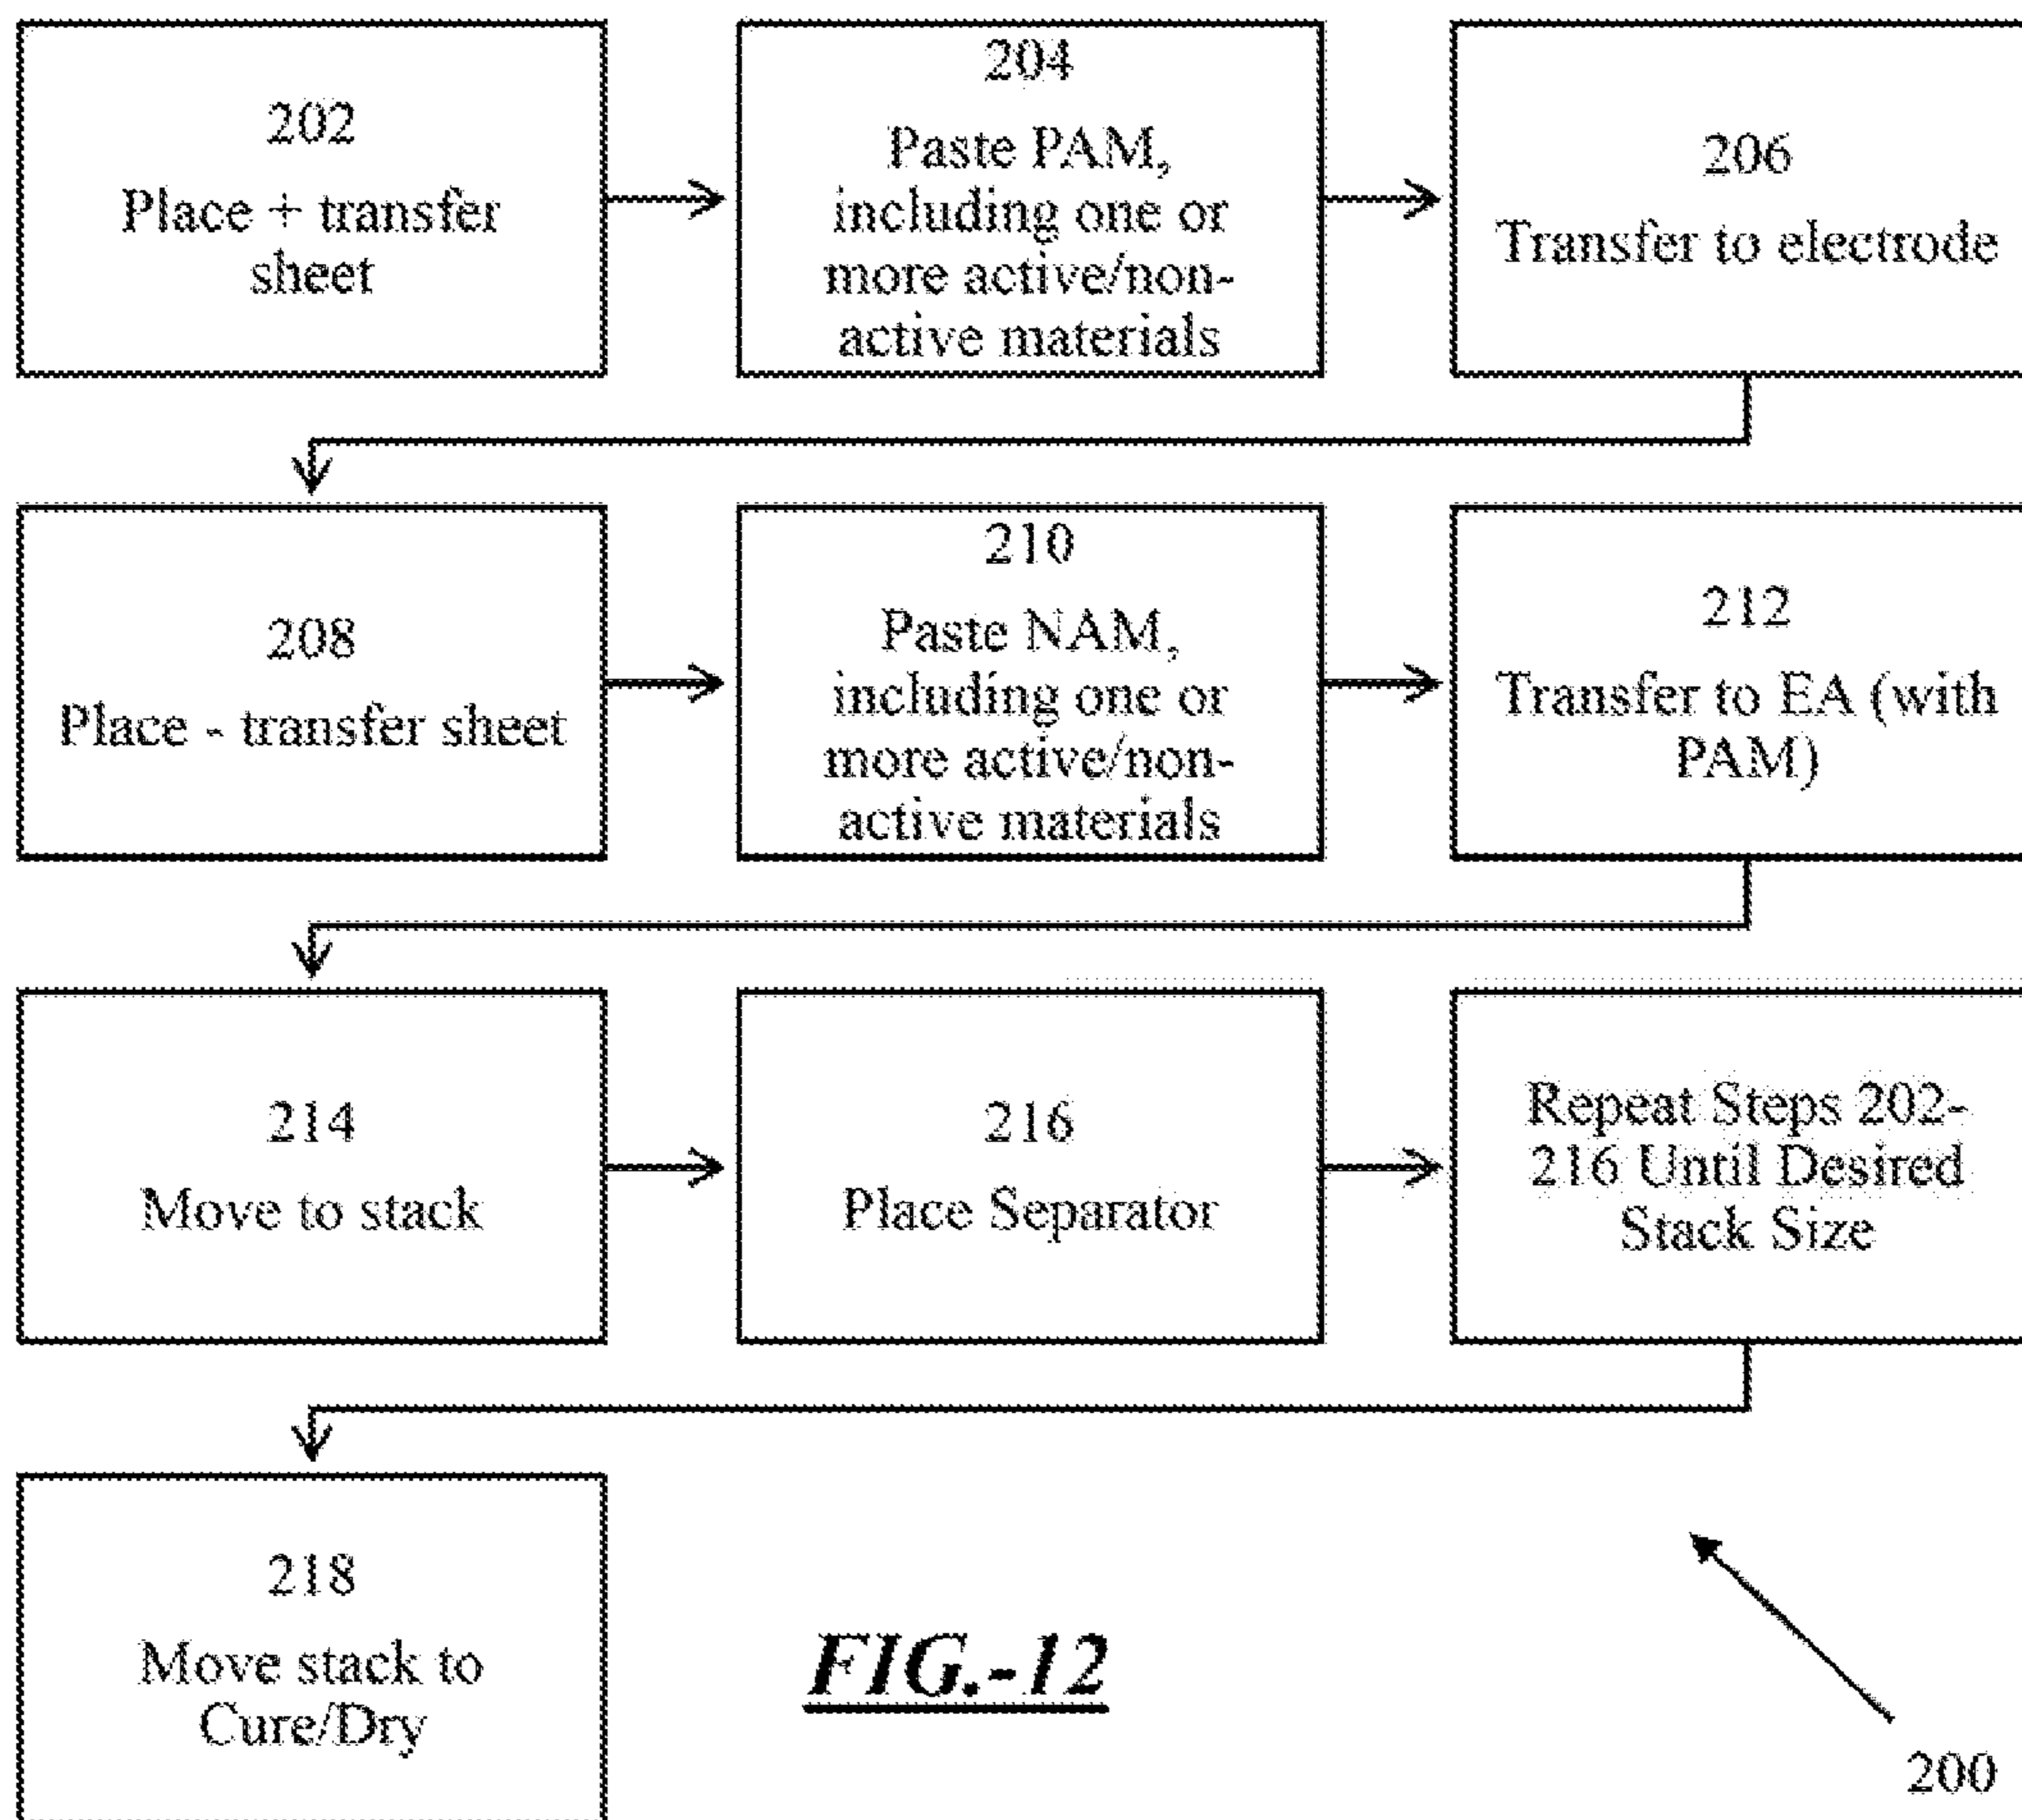 202
Place + transfer
sheet
204
Paste PAM,
including one or
more active/non-
active materials
206
Transfer to electrode
208
Place - transfer sheet
210
Paste NAM,
including one or
more active/non-
active materials
212
Transfer to EA (with
PAM)
214
Move to stack
216
Place Separator
Repeat Steps 202-
216 Until Desired
Stack Size
218
Move stack to
Cure/Dry
FIG.-12
200